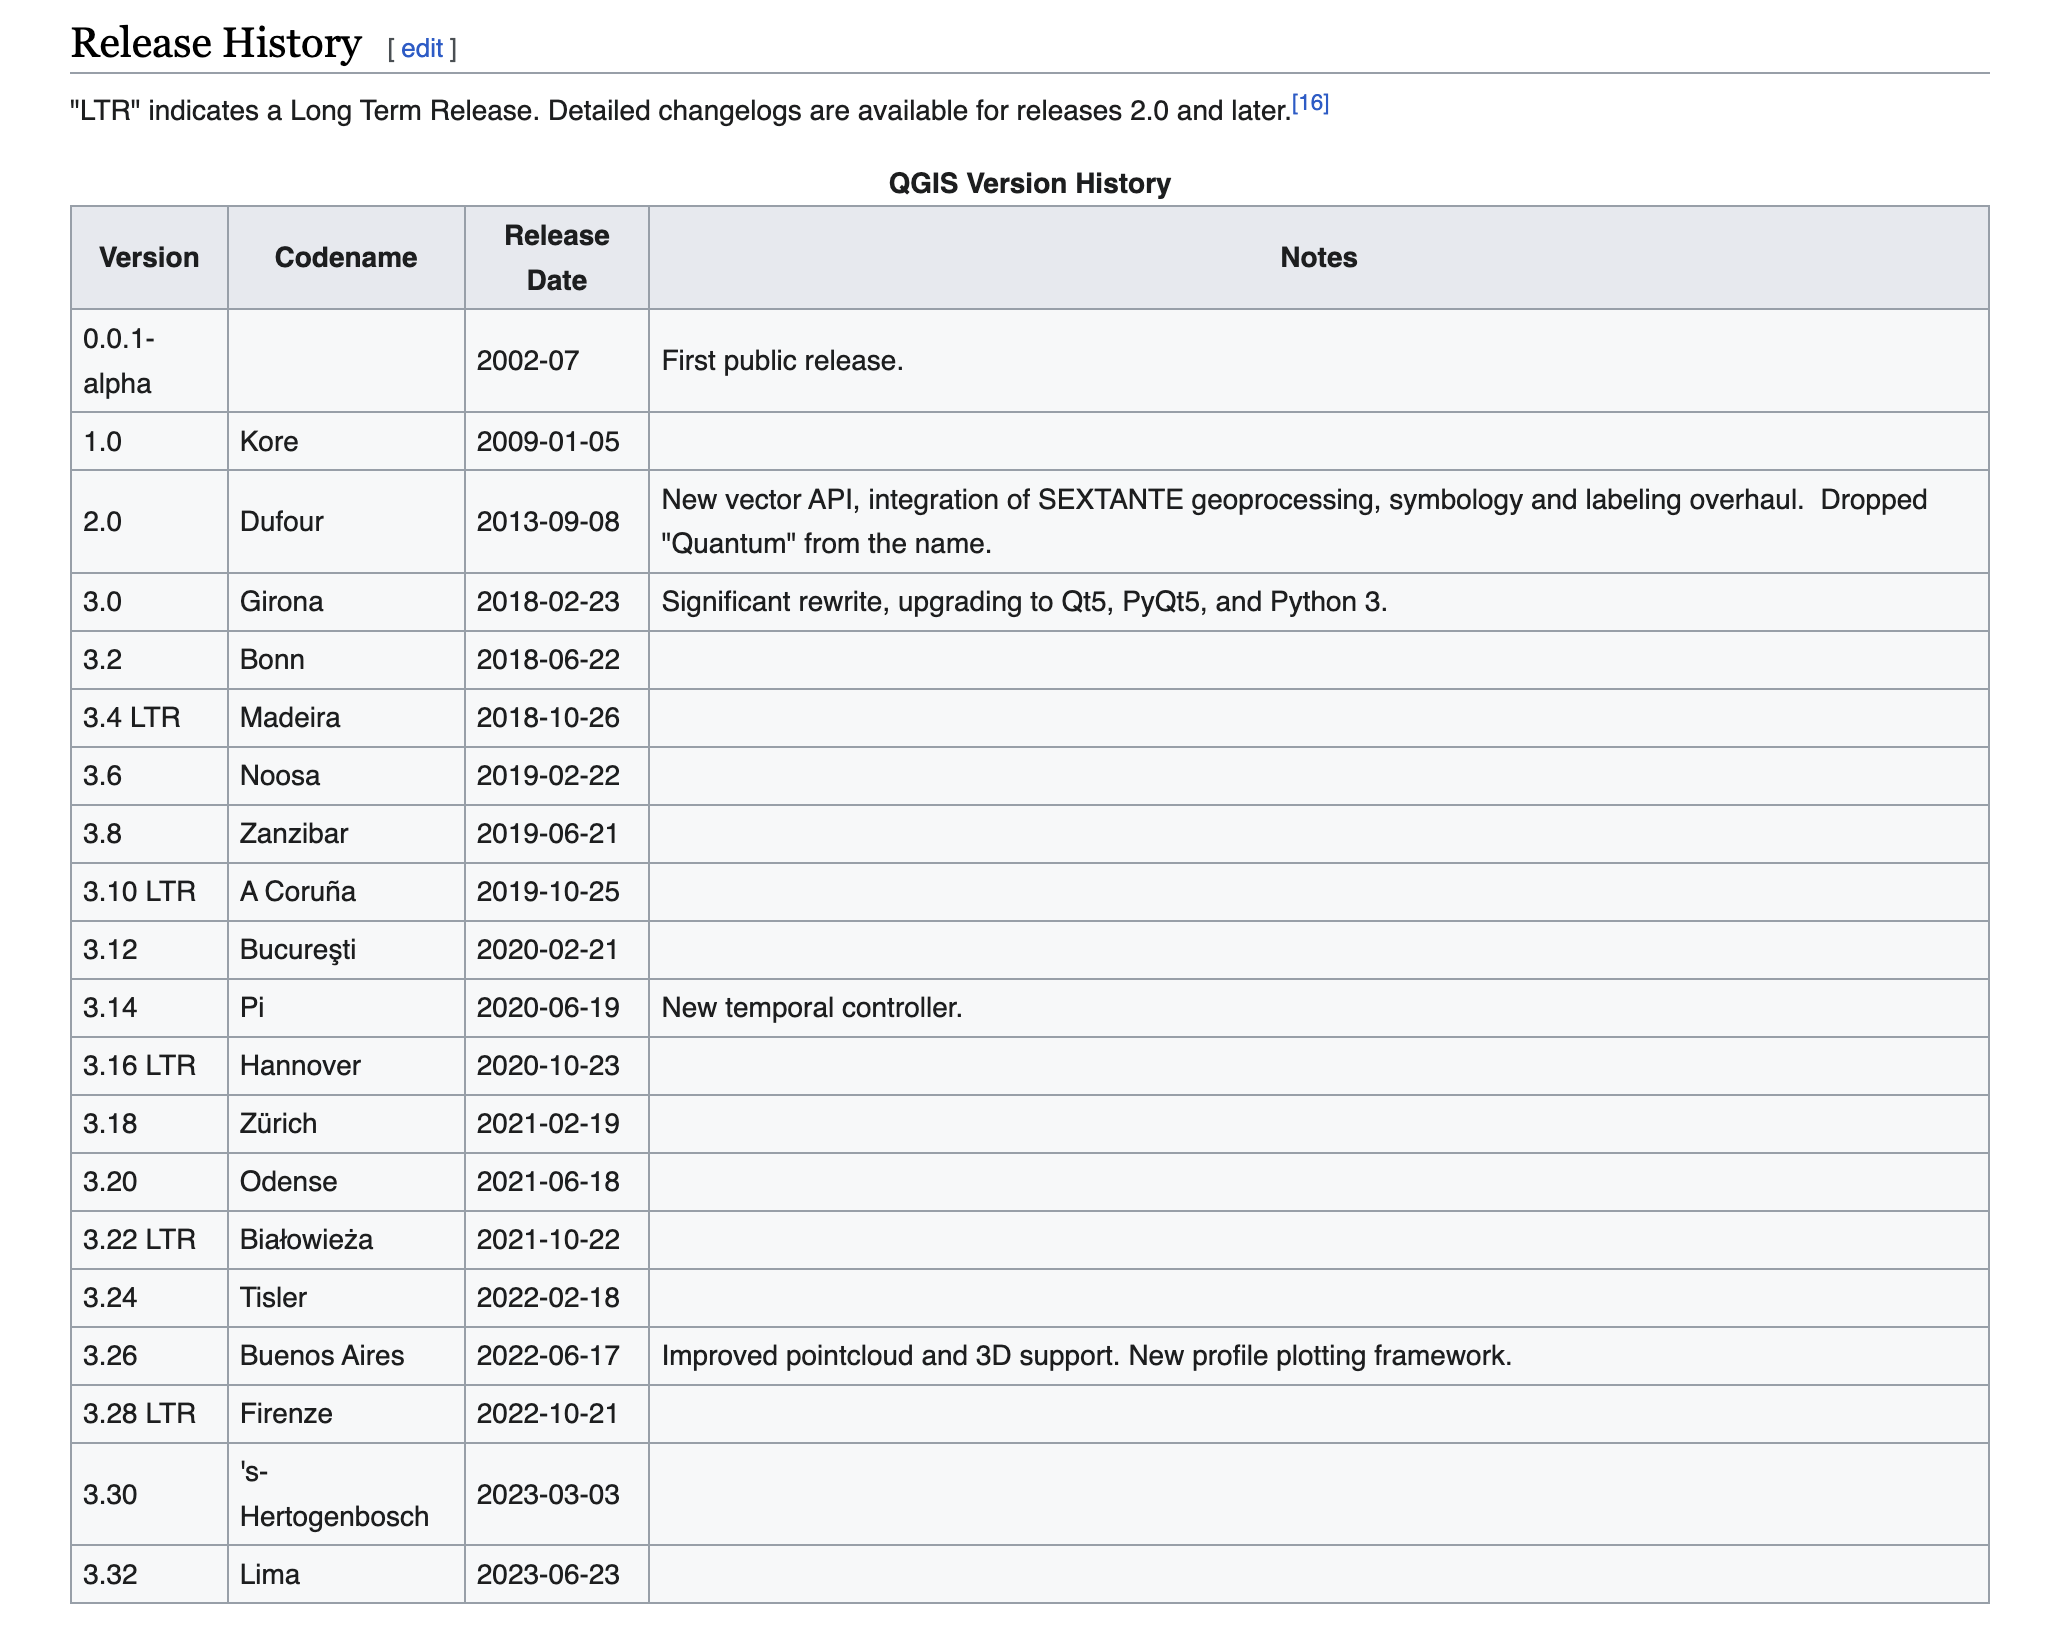 Release History [ edit ]
"LTR" indicates a Long Term Release. Detailed changelogs are available for releases 2.0 and later.[16]
QGIS Version History
Version Codename Release Date Notes
0.0.1-alpha 2002-07 First public release.
1.0 Kore 2009-01-05
2.0 Dufour 2013-09-08 New vector API, integration of SEXTANTE geoprocessing, symbology and labeling overhaul.  Dropped
"Quantum" from the name.
3.0 Girona 2018-02-23 Significant rewrite, upgrading to Qt5, PyQt5, and Python 3.
3.2 Bonn 2018-06-22
3.4 LTR Madeira 2018-10-26
3.6 Noosa 2019-02-22
3.8 Zanzibar 2019-06-21
3.10 LTR A Coruña 2019-10-25
3.12 Bucureşti 2020-02-21
3.14 Pi 2020-06-19 New temporal controller.
3.16 LTR Hannover 2020-10-23
3.18 Zürich 2021-02-19
3.20 Odense 2021-06-18
3.22 LTR Białowieża 2021-10-22
3.24 Tisler 2022-02-18
3.26 Buenos Aires 2022-06-17 Improved pointcloud and 3D support. New profile plotting framework.
3.28 LTR Firenze 2022-10-21
3.30 's-Hertogenbosch 2023-03-03
3.32 Lima 2023-06-23